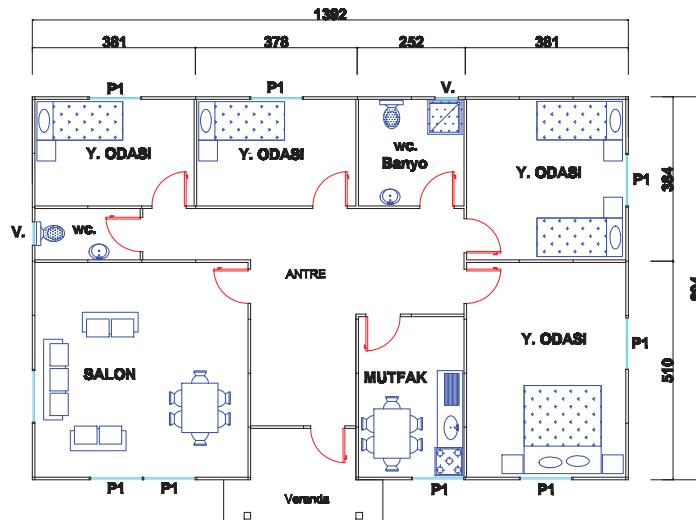 1392
381 378 252 381
P1 P1 V.
Y. ODASI Y. ODASI wc. Banyo Y. ODASI P1 384
V. wc.
ANTRE
894
SALON MUTFAK Y. ODASI P1 510
P1 P1 P1 P1
Veranda